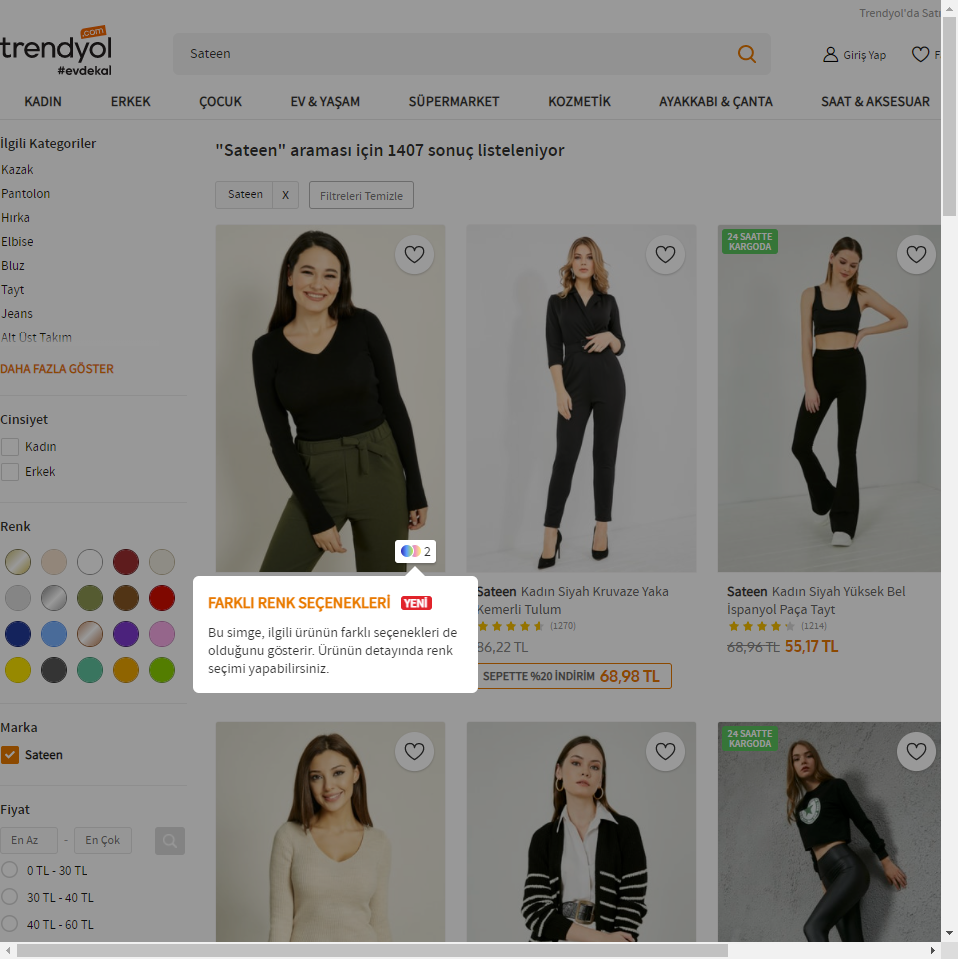 Trendyol'da Satı
.com
trendyol
#evdekal
Sateen
Giriş Yap
F
KADIN
ERKEK
ÇOCUK
EV & YAŞAM
SÜPERMARKET
KOZMETİK
AYAKKABI & ÇANTA
SAAT & AKSESUAR
İlgili Kategoriler
Kazak
Pantolon
Hırka
Elbise
Bluz
Tayt
Jeans
Alt Üst Takım
DAHA FAZLA GÖSTER
Cinsiyet
Kadın
Erkek
Renk
Marka
Sateen
Fiyat
En Az
-
En Çok
0 TL - 30 TL
30 TL - 40 TL
40 TL - 60 TL
"Sateen" araması için 1407 sonuç listeleniyor
Sateen X
Filtreleri Temizle
2
FARKLI RENK SEÇENEKLERİ YENİ
Bu simge, ilgili ürünün farklı seçenekleri de
olduğunu gösterir. Ürünün detayında renk
seçimi yapabilirsiniz.
Sateen Kadın Siyah Kruvaze Yaka
Kemerli Tulum
(1270)
86,22 TL
SEPETTE %20 İNDİRİM 68,98 TL
24 SAATTE
KARGODA
Sateen Kadın Siyah Yüksek Bel
İspanyol Paça Tayt
(1214)
68,96 TL 55,17 TL
24 SAATTE
KARGODA